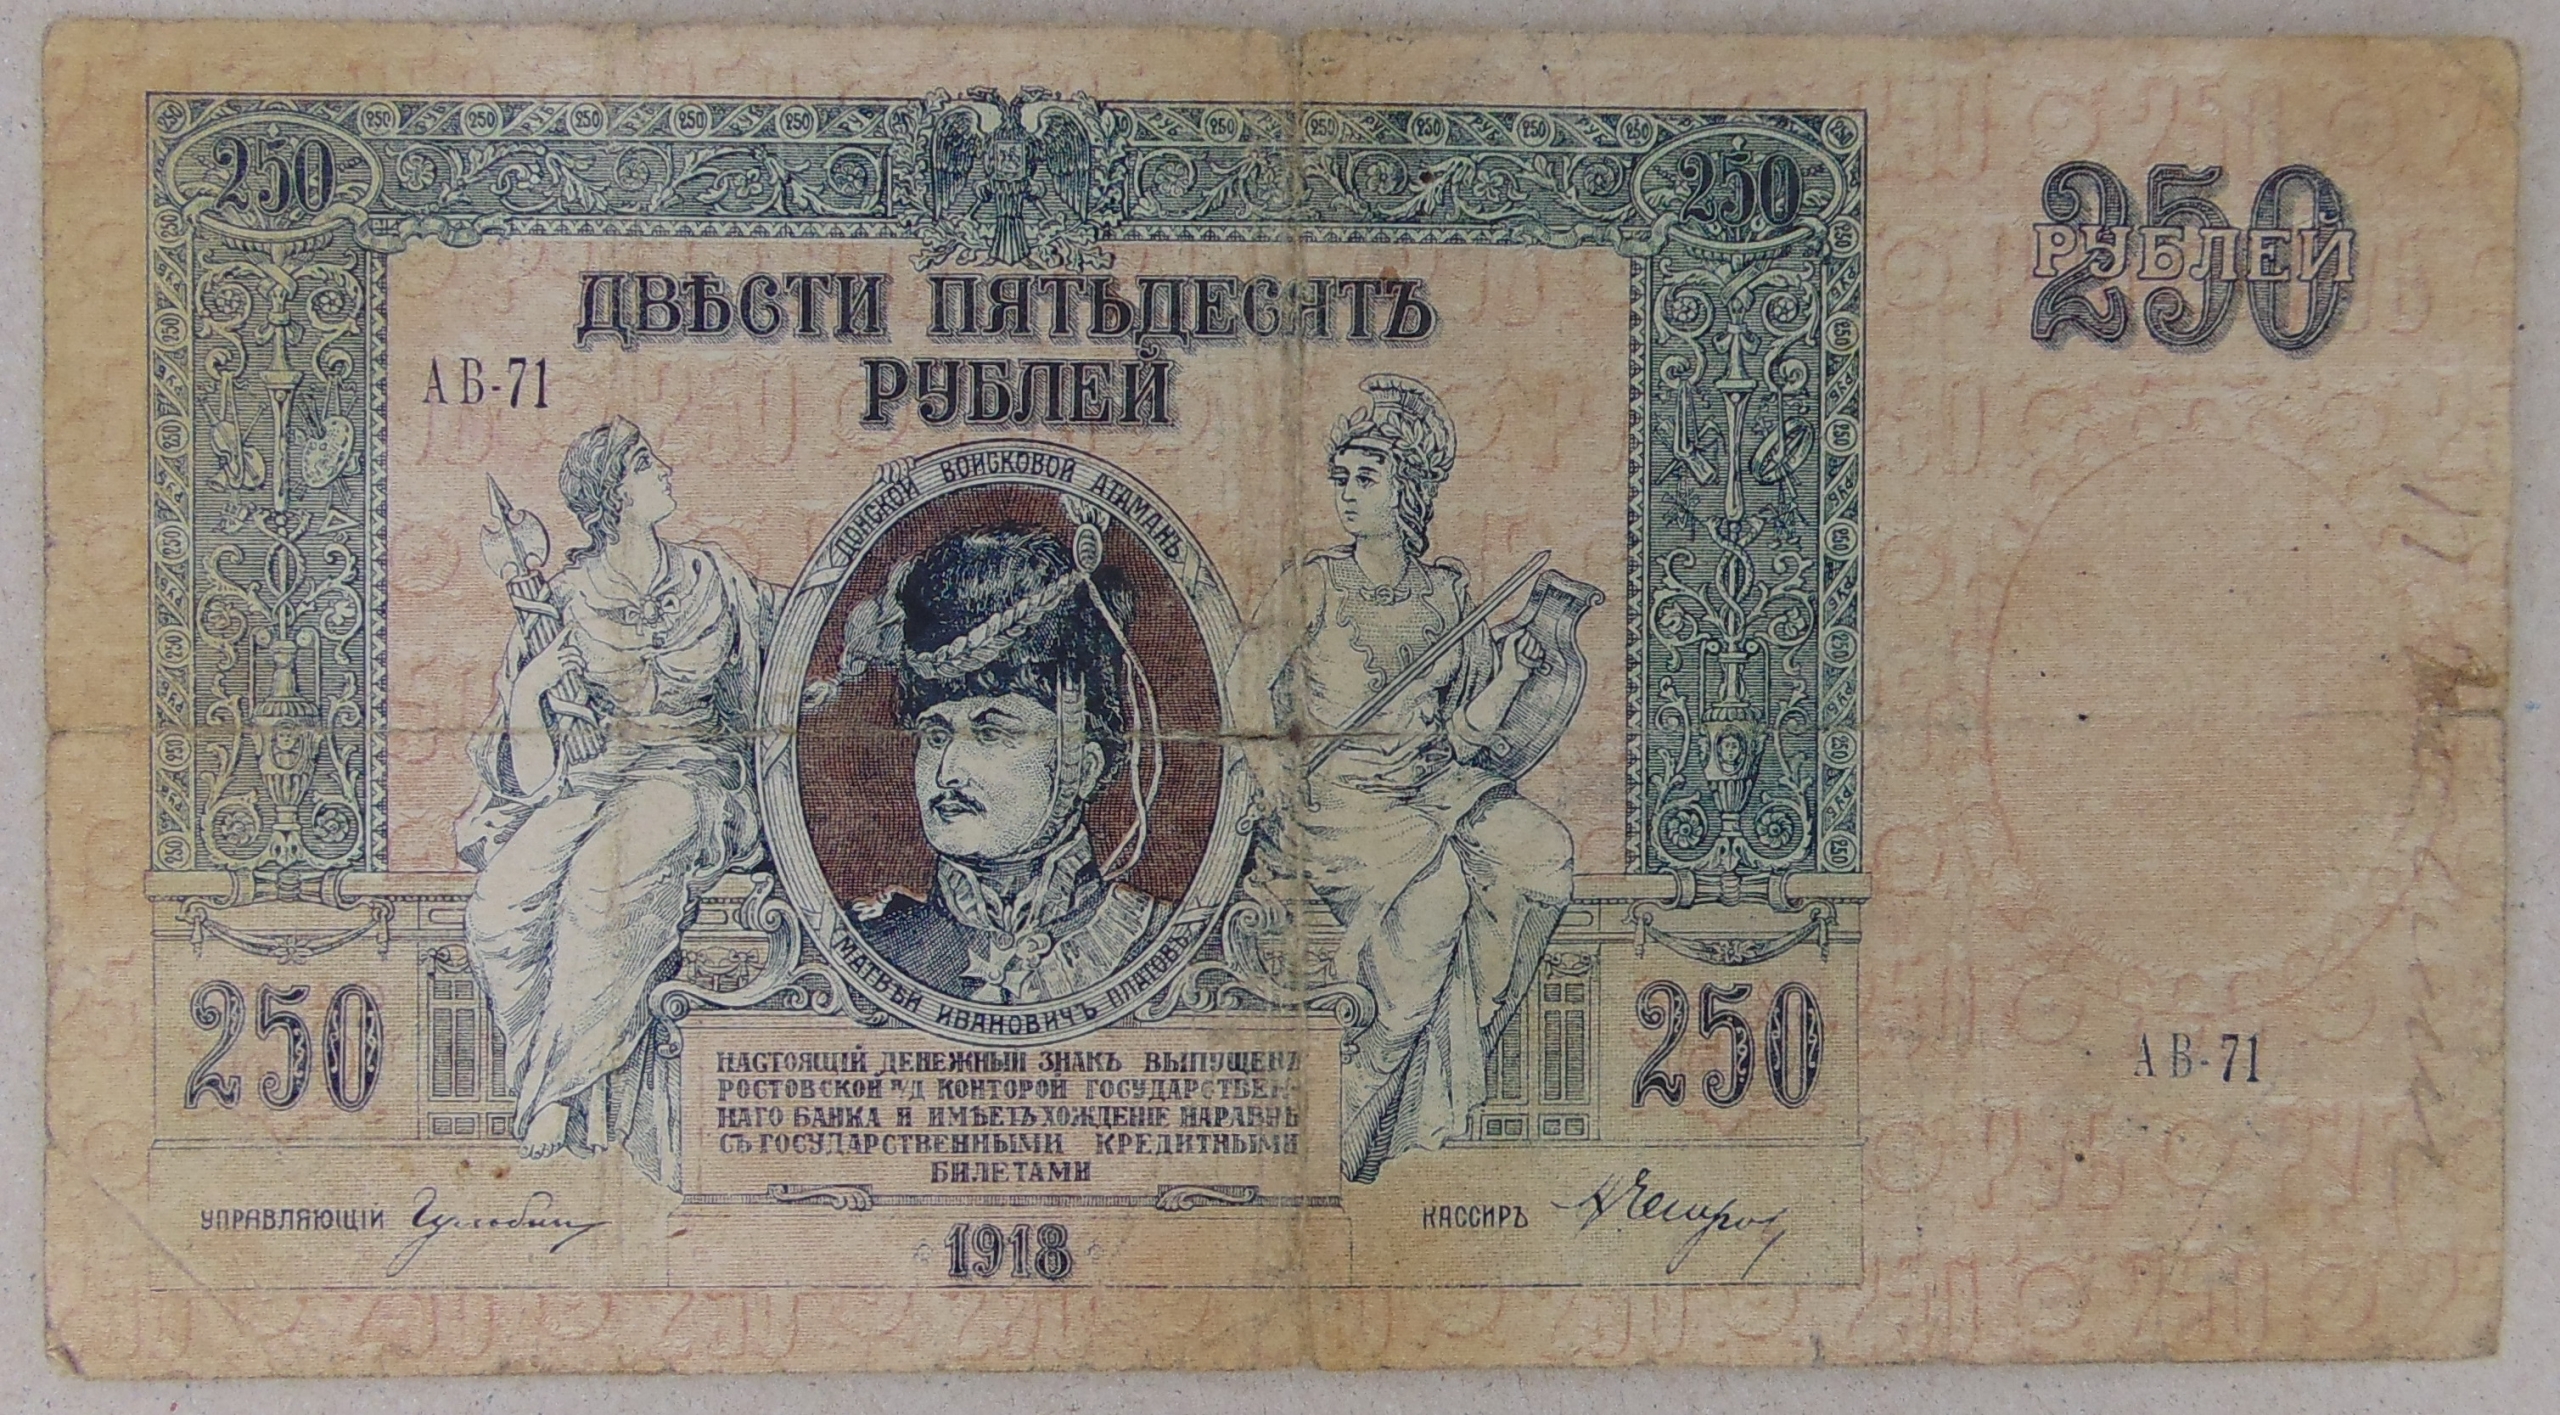 250
250
ДВѢСТИ ПЯТЬДЕСЯТЪ
РУБЛЕЙ
АВ-71
250
РУБЛЕЙ
ДОНСКОЙ ВОЙСКОВОЙ АТАМАНЪ
МАТВѢЙ ИВАНОВИЧЪ ПЛАТОВЪ
250
250
АВ-71
НАСТОЯЩІЙ ДЕНЕЖНЫЙ ЗНАКЪ ВЫПУЩЕНЪ
РОСТОВСКОЙ Н/Д КОНТОРОЙ ГОСУДАРСТВЕН-
НАГО БАНКА И ИМѢЕТЪ ХОЖДЕНІЕ НАРАВНѢ
СЪ ГОСУДАРСТВЕННЫМИ КРЕДИТНЫМИ
БИЛЕТАМИ
УПРАВЛЯЮЩІЙ
КАССИРЪ
1918